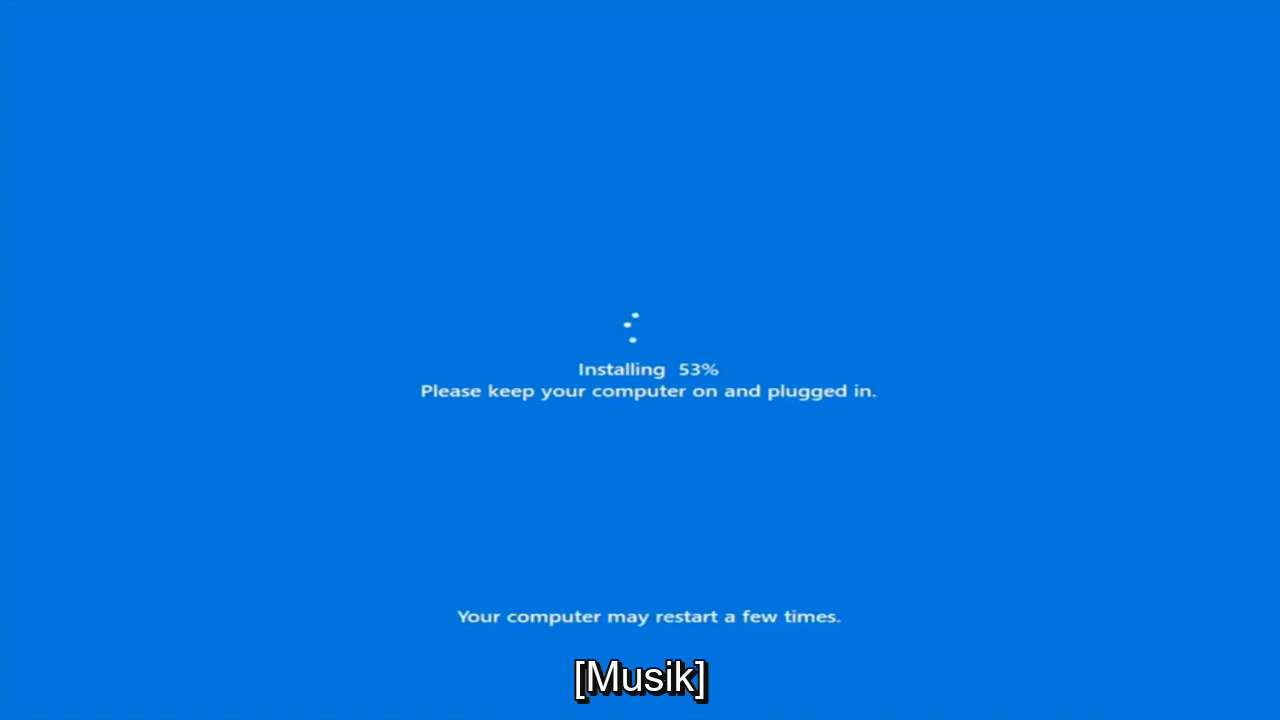 Installing 53%
Please keep your computer on and plugged in.
Your computer may restart a few times.
[Musik]